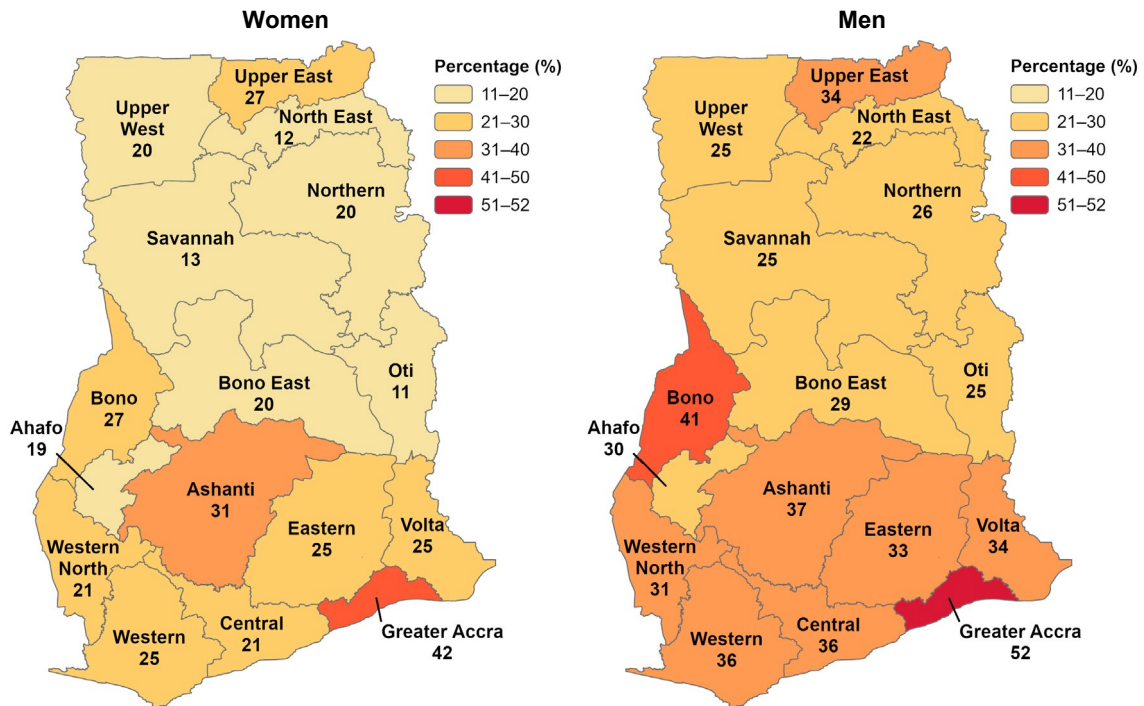 Women
Percentage (%)
11–20
21–30
31–40
41–50
51–52
Upper East
27
Upper
West
20
North East
12
Northern
20
Savannah
13
Oti
11
Bono East
20
Bono
27
Ahafo
19
Ashanti
31
Eastern
25
Volta
25
Western
North
21
Central
21
Western
25
Greater Accra
42
Men
Percentage (%)
11–20
21–30
31–40
41–50
51–52
Upper East
34
Upper
West
25
North East
22
Northern
26
Savannah
25
Oti
25
Bono East
29
Bono
41
Ahafo
30
Ashanti
37
Eastern
33
Volta
34
Western
North
31
Central
36
Western
36
Greater Accra
52